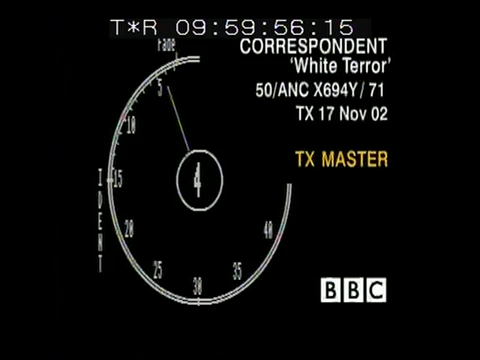 T*R 09:59:56:15
CORRESPONDENT
'White Terror'
50/ANC X694Y / 71
TX 17 Nov 02
TX MASTER
Fade
5
10
15
20
25
30
35
40
IDENT
4
BBC